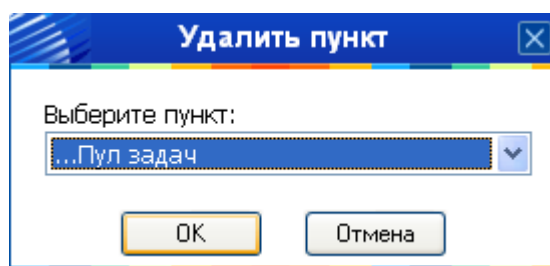 Удалить пункт
Выберите пункт:
...Пул задач
OK
Отмена